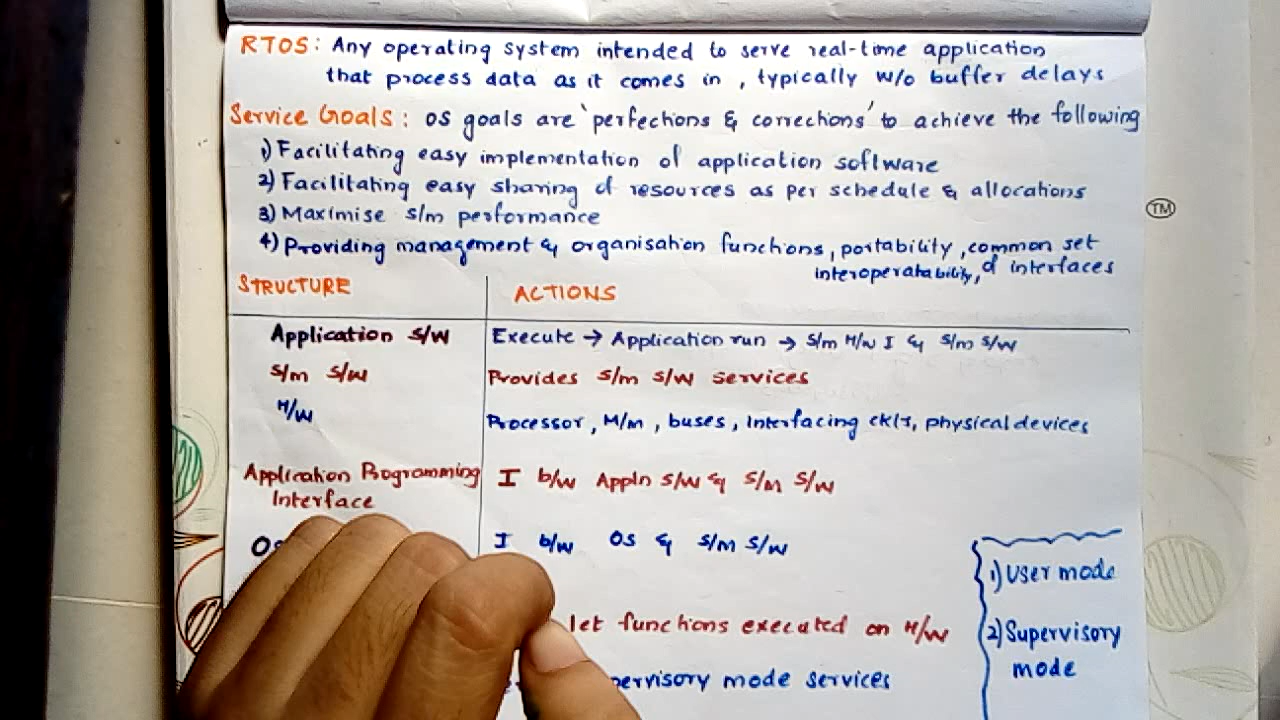 RTOS: Any operating system intended to serve real-time application
that process data as it comes in, typically w/o buffer delays
Service Goals: OS goals are 'perfections & corrections' to achieve the following
1) Facilitating easy implementation of application software
2) Facilitating easy sharing of resources as per schedule & allocations
3) Maximise s/m performance
4) Providing management & organisation functions, portability, common set
interoperatability, of interfaces
STRUCTURE ACTIONS
Application S/W Execute → Application run → S/m H/W I & S/m S/W
S/m S/W Provides S/m S/W services
H/W Processor, M/m, buses, Interfacing ckts, physical devices
Application Programming I b/w Appln S/W & S/M S/W
Interface
I b/w OS & S/M S/W
1) User mode
let functions executed on H/W
2) Supervisory
mode
mode services
TM